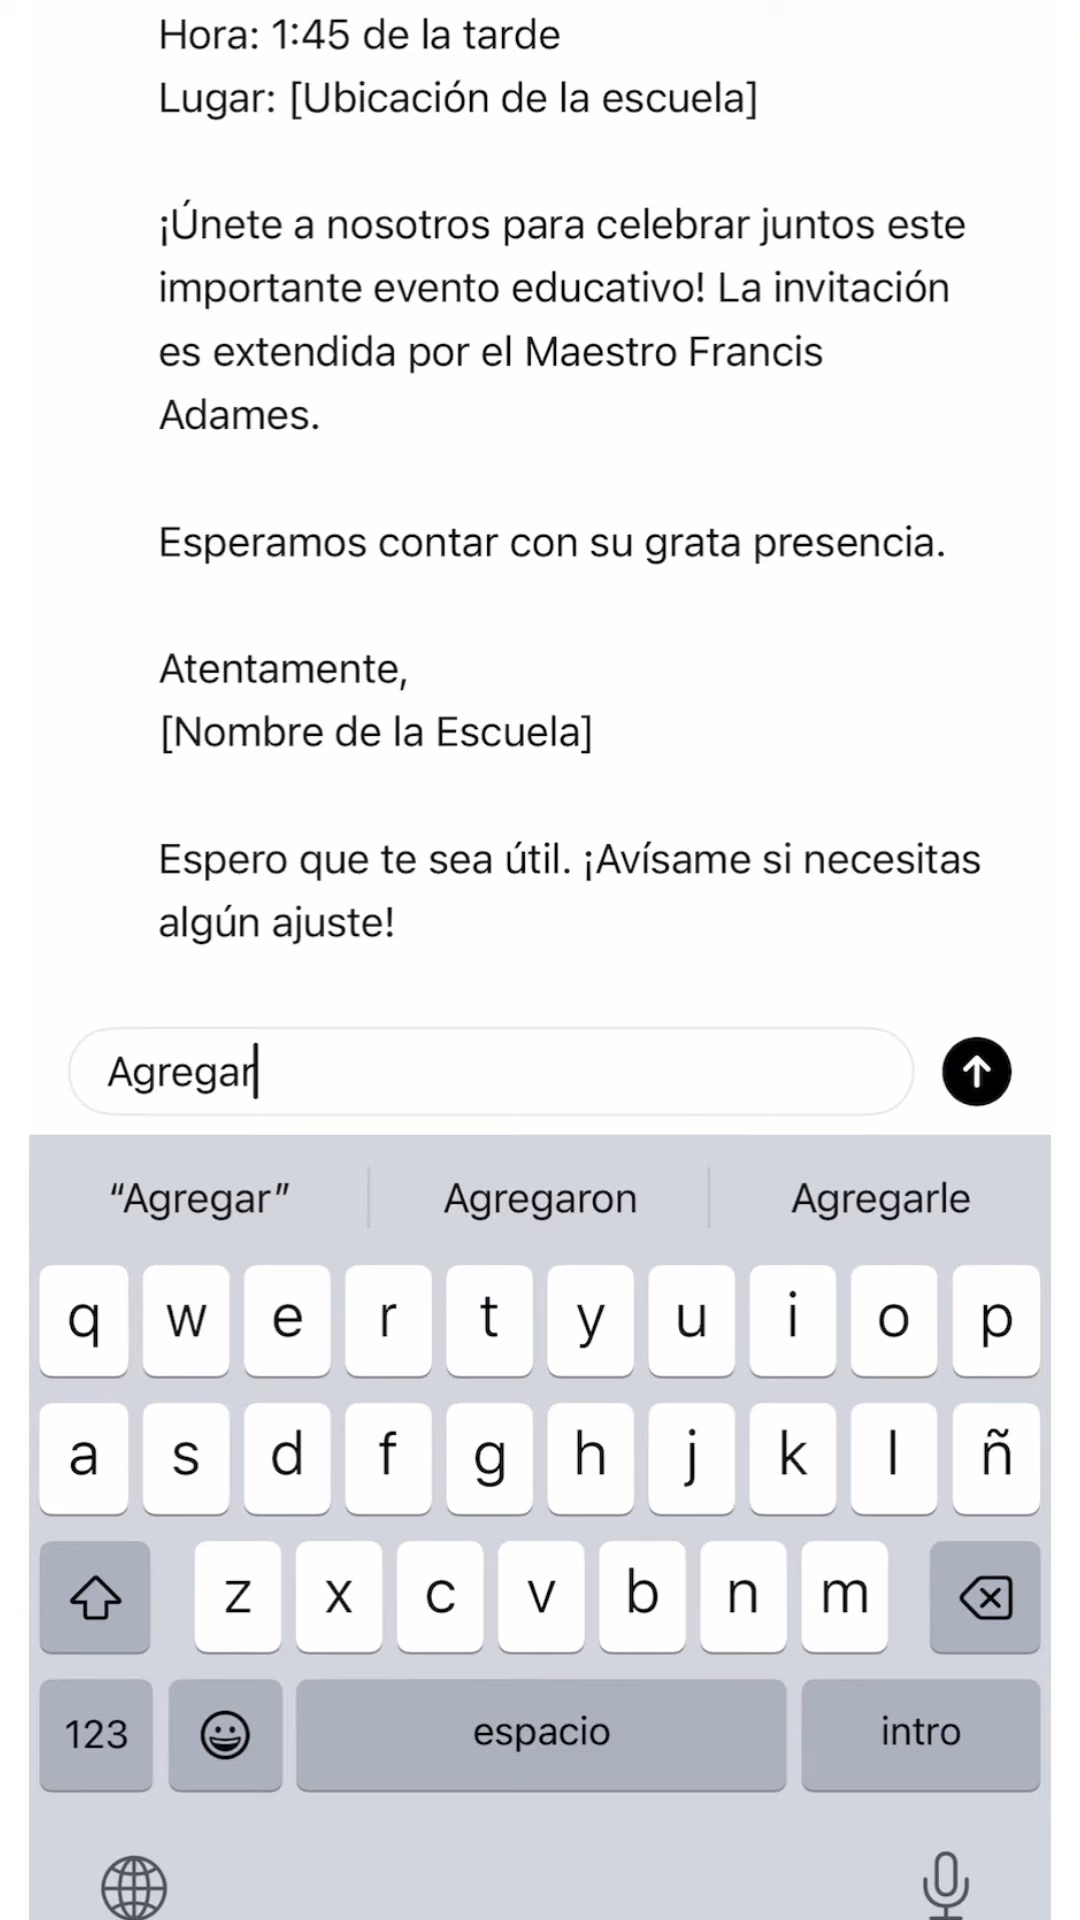 Hora: 1:45 de la tarde
Lugar: [Ubicación de la escuela]
¡Únete a nosotros para celebrar juntos este
importante evento educativo! La invitación
es extendida por el Maestro Francis
Adames.
Esperamos contar con su grata presencia.
Atentamente,
[Nombre de la Escuela]
Espero que te sea útil. ¡Avísame si necesitas
algún ajuste!
Agregar
“Agregar” Agregaron Agregarle
q w e r t y u i o p
a s d f g h j k l ñ
z x c v b n m
123 espacio intro